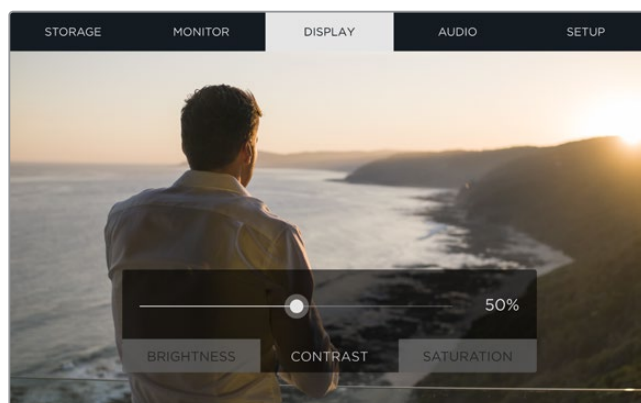 STORAGE MONITOR DISPLAY AUDIO SETUP
50%
BRIGHTNESS CONTRAST SATURATION